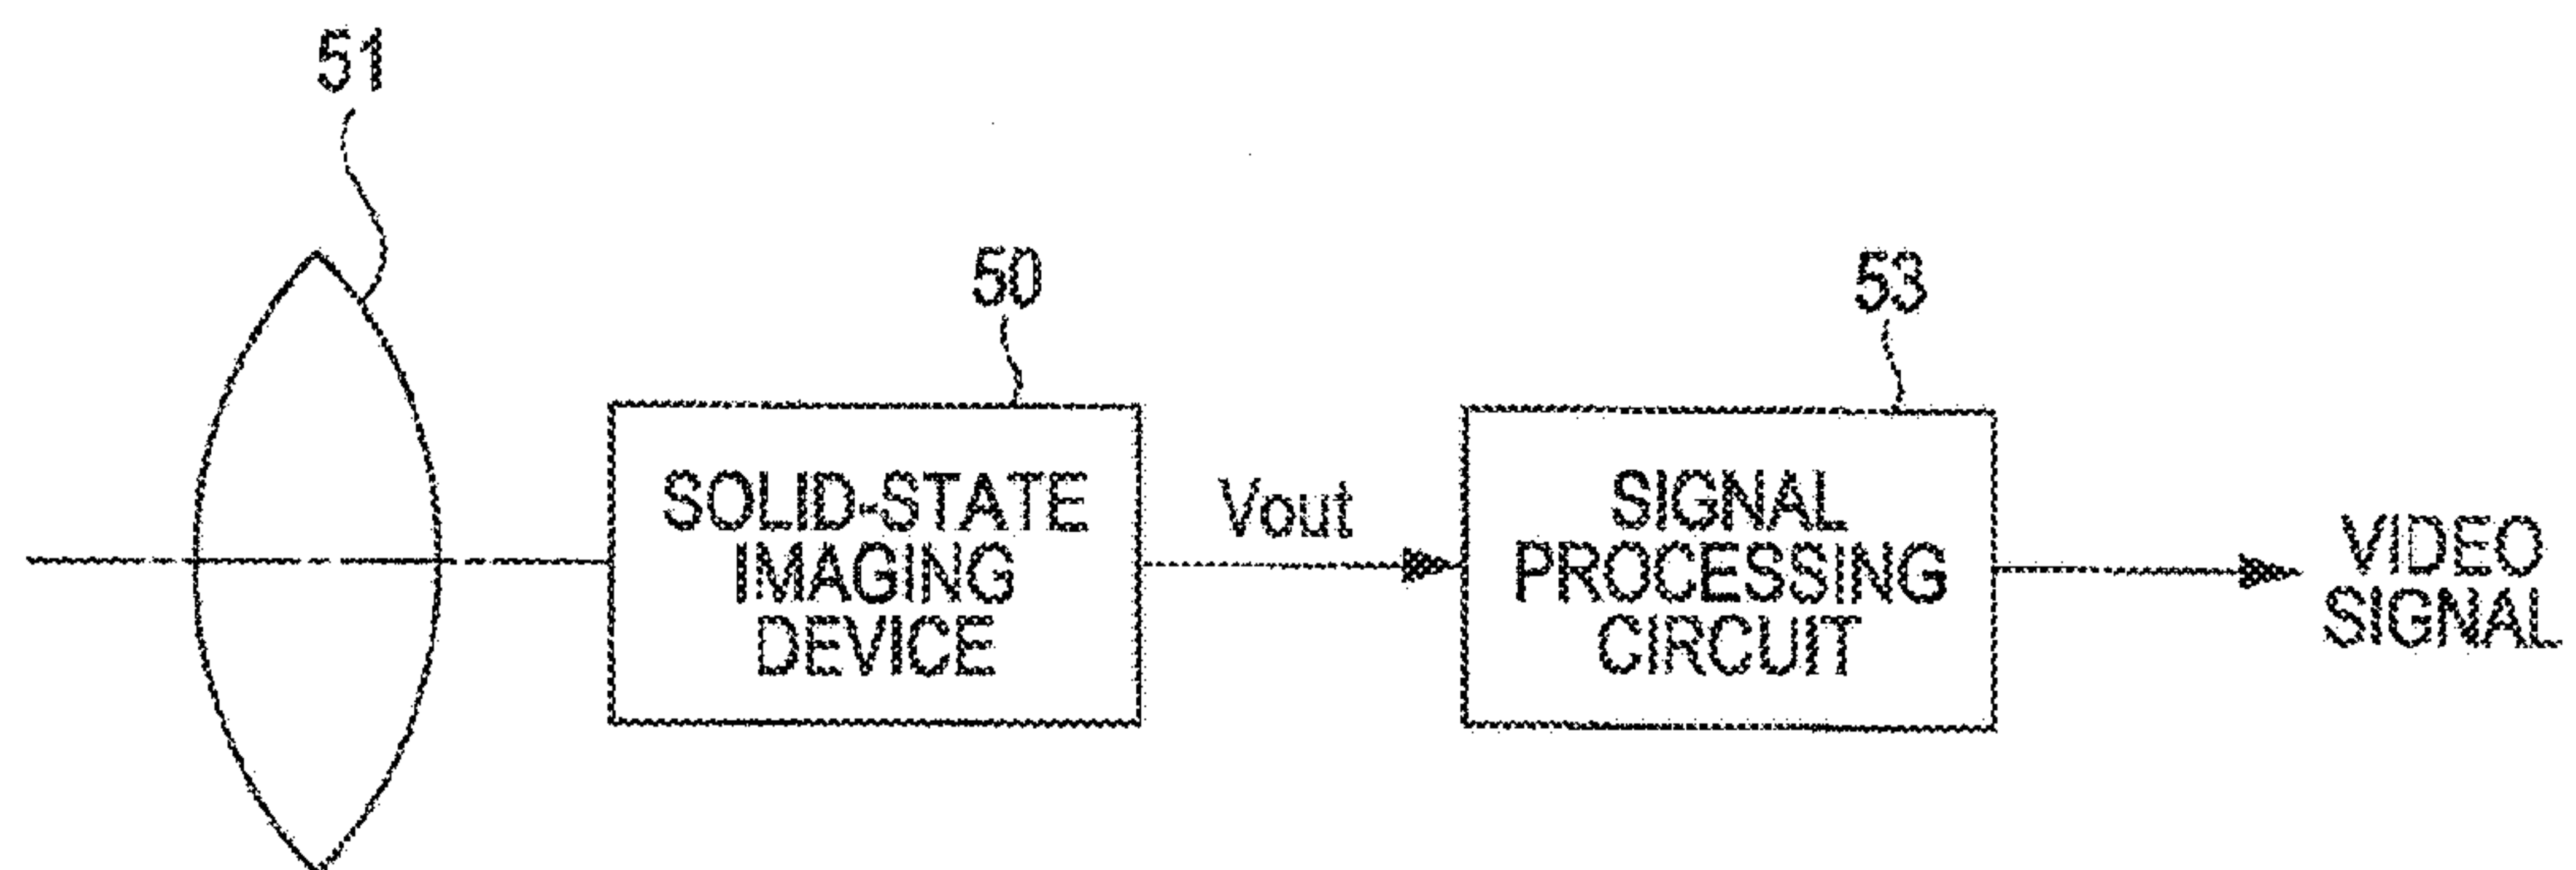 51
50
53
SOLID-STATE
IMAGING
DEVICE
Vout
SIGNAL
PROCESSING
CIRCUIT
VIDEO
SIGNAL